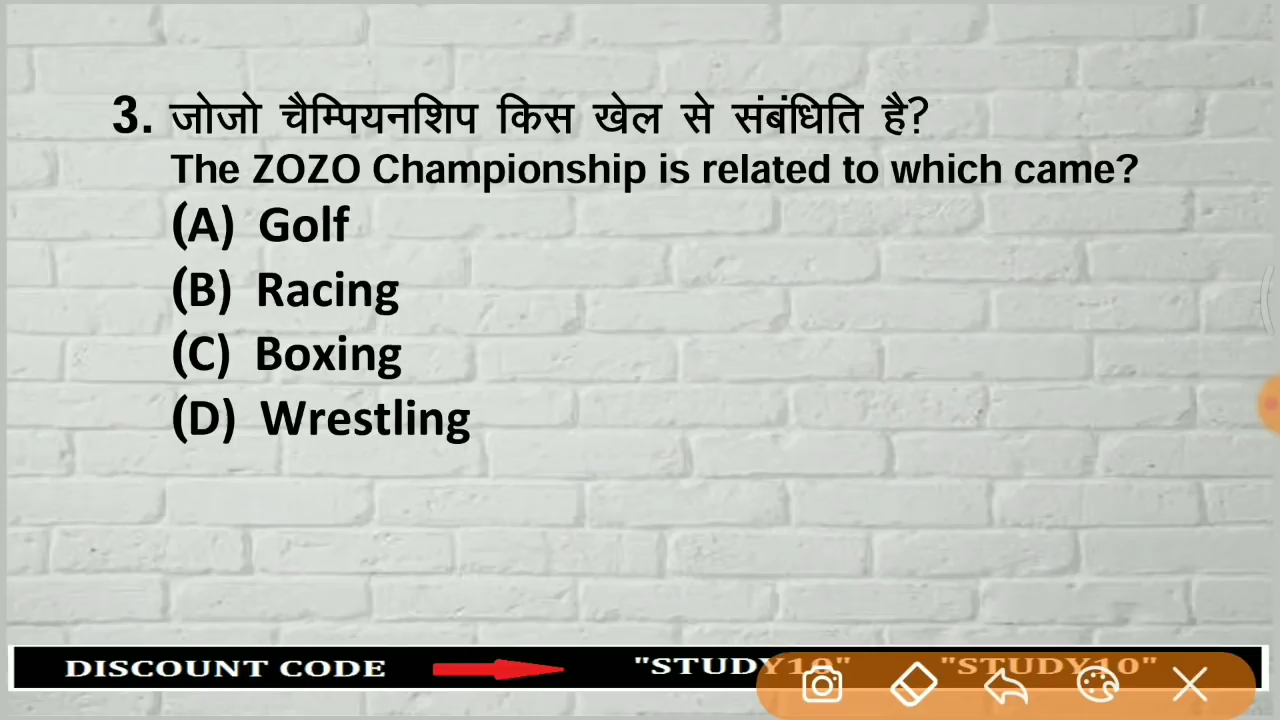 3. जोजो चैम्पियनशिप किस खेल से संबंधिति है?
The ZOZO Championship is related to which came?
(A) Golf
(B) Racing
(C) Boxing
(D) Wrestling
DISCOUNT CODE "STUDY10" "STUDY10"